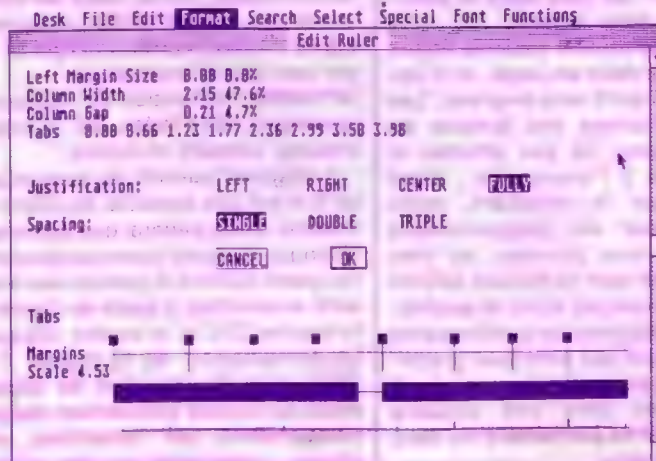 Desk File Edit Format Search Select Special Font Functions
Edit Ruler
Left Margin Size 0.00 0.0%
Column Width 2.15 47.6%
Column Gap 0.21 4.7%
Tabs 0.00 0.66 1.23 1.77 2.36 2.99 3.50 3.98
Justification: LEFT RIGHT CENTER FULLY
Spacing: SINGLE DOUBLE TRIPLE
CANCEL OK
Tabs
Margins
Scale 4.53